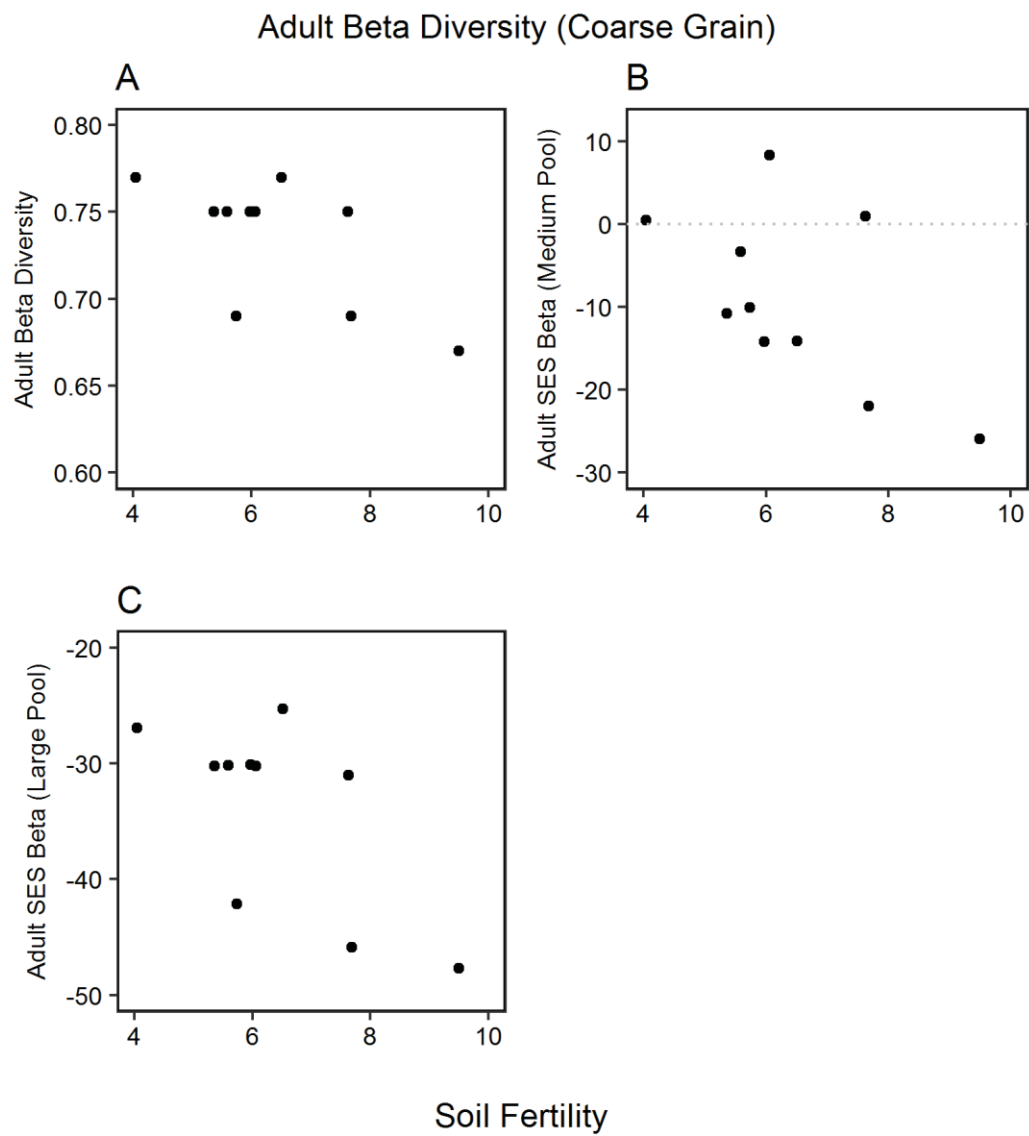 Adult Beta Diversity (Coarse Grain)
A
Adult Beta Diversity
0.80
0.75
0.70
0.65
0.60
4 6 8 10
B
Adult SES Beta (Medium Pool)
10
0
-10
-20
-30
4 6 8 10
C
Adult SES Beta (Large Pool)
-20
-30
-40
-50
4 6 8 10
Soil Fertility